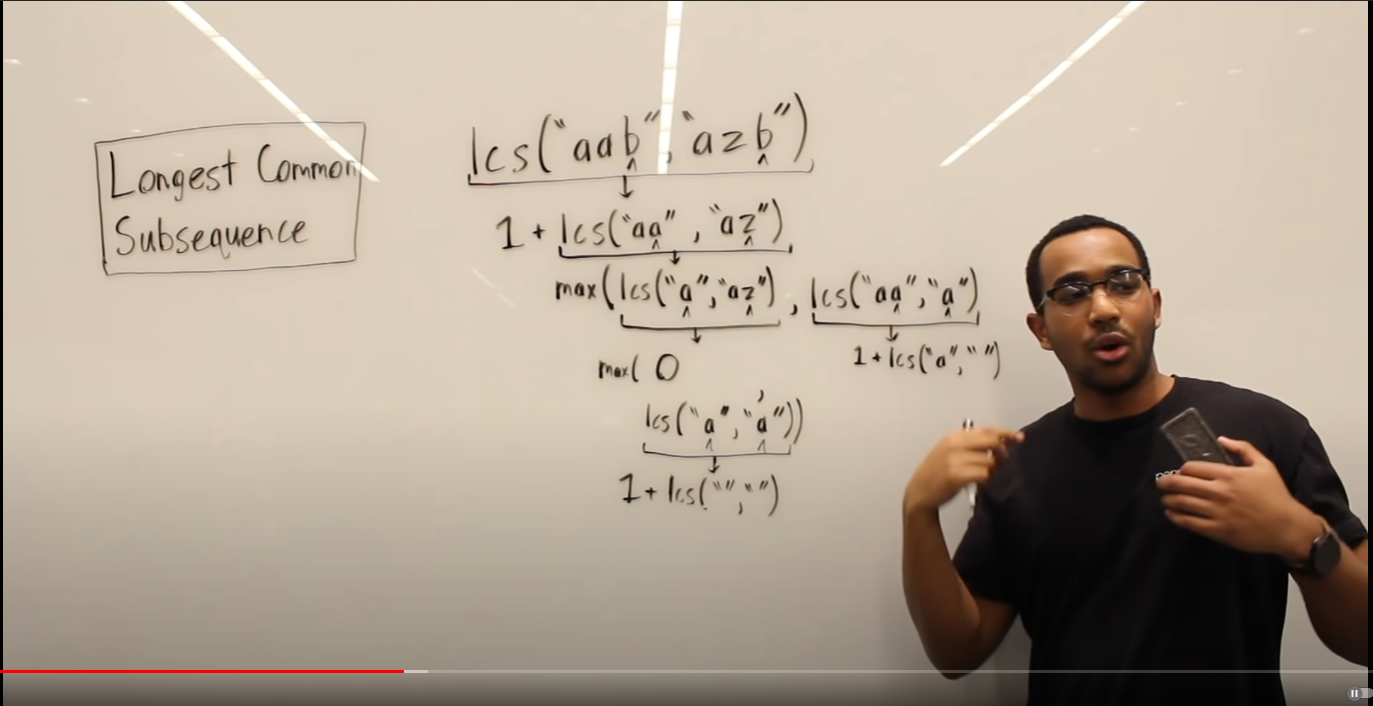 Longest Common
Subsequence
lcs("aab", "azb")
1 + lcs("aa", "az")
max(lcs("a","az"), lcs("aa","a")
max( 0
1+lcs("a","")
lcs("a","a"))
1+ lcs("","")